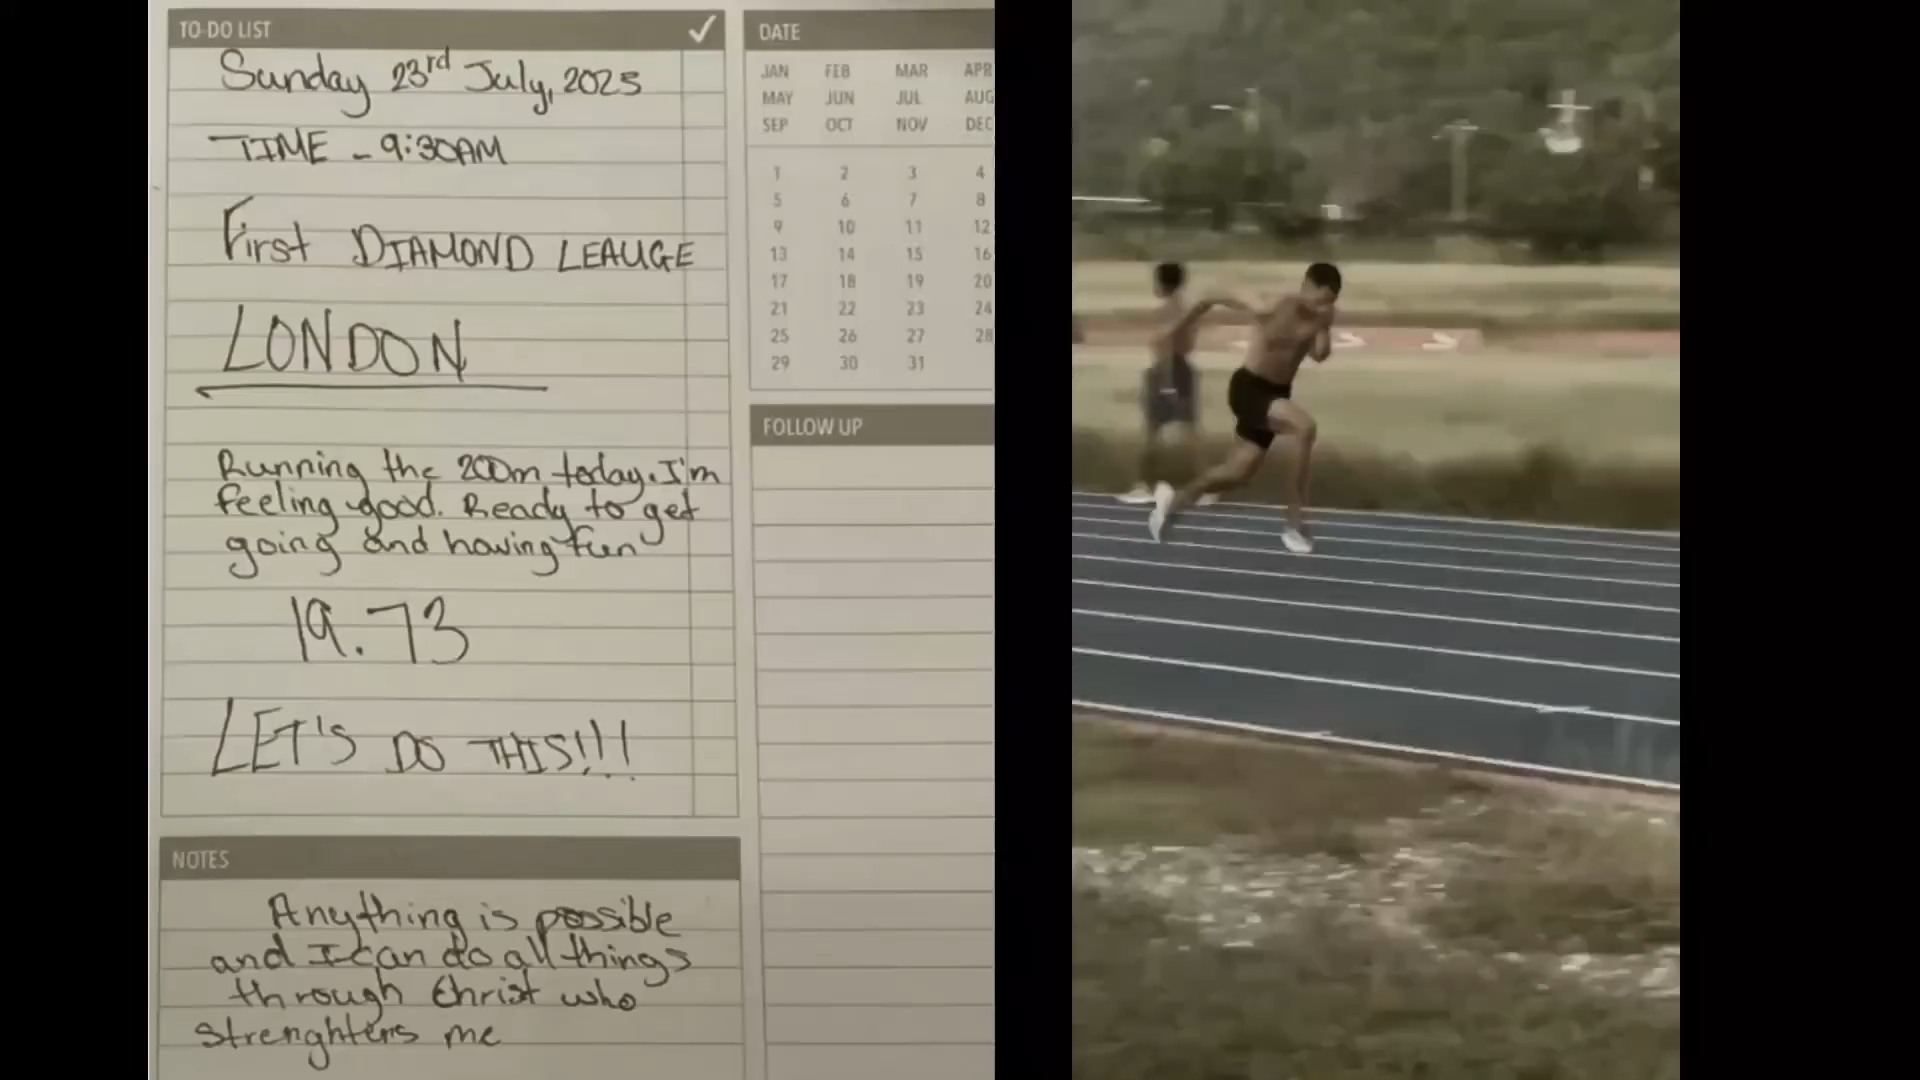 TO-DO LIST
Sunday 23rd July, 2023
TIME - 9:30AM
First DIAMOND LEAUGE
LONDON
Running the 200m today. I'm
feeling good. Ready to get
going and having fun
19.73
LET'S DO THIS!!!
NOTES
Anything is possible
and I can do all things
through Christ who
strenghtens me
DATE
JAN FEB MAR APR
MAY JUN JUL AUG
SEP OCT NOV DEC
1 2 3 4
5 6 7 8
9 10 11 12
13 14 15 16
17 18 19 20
21 22 23 24
25 26 27 28
29 30 31
FOLLOW UP